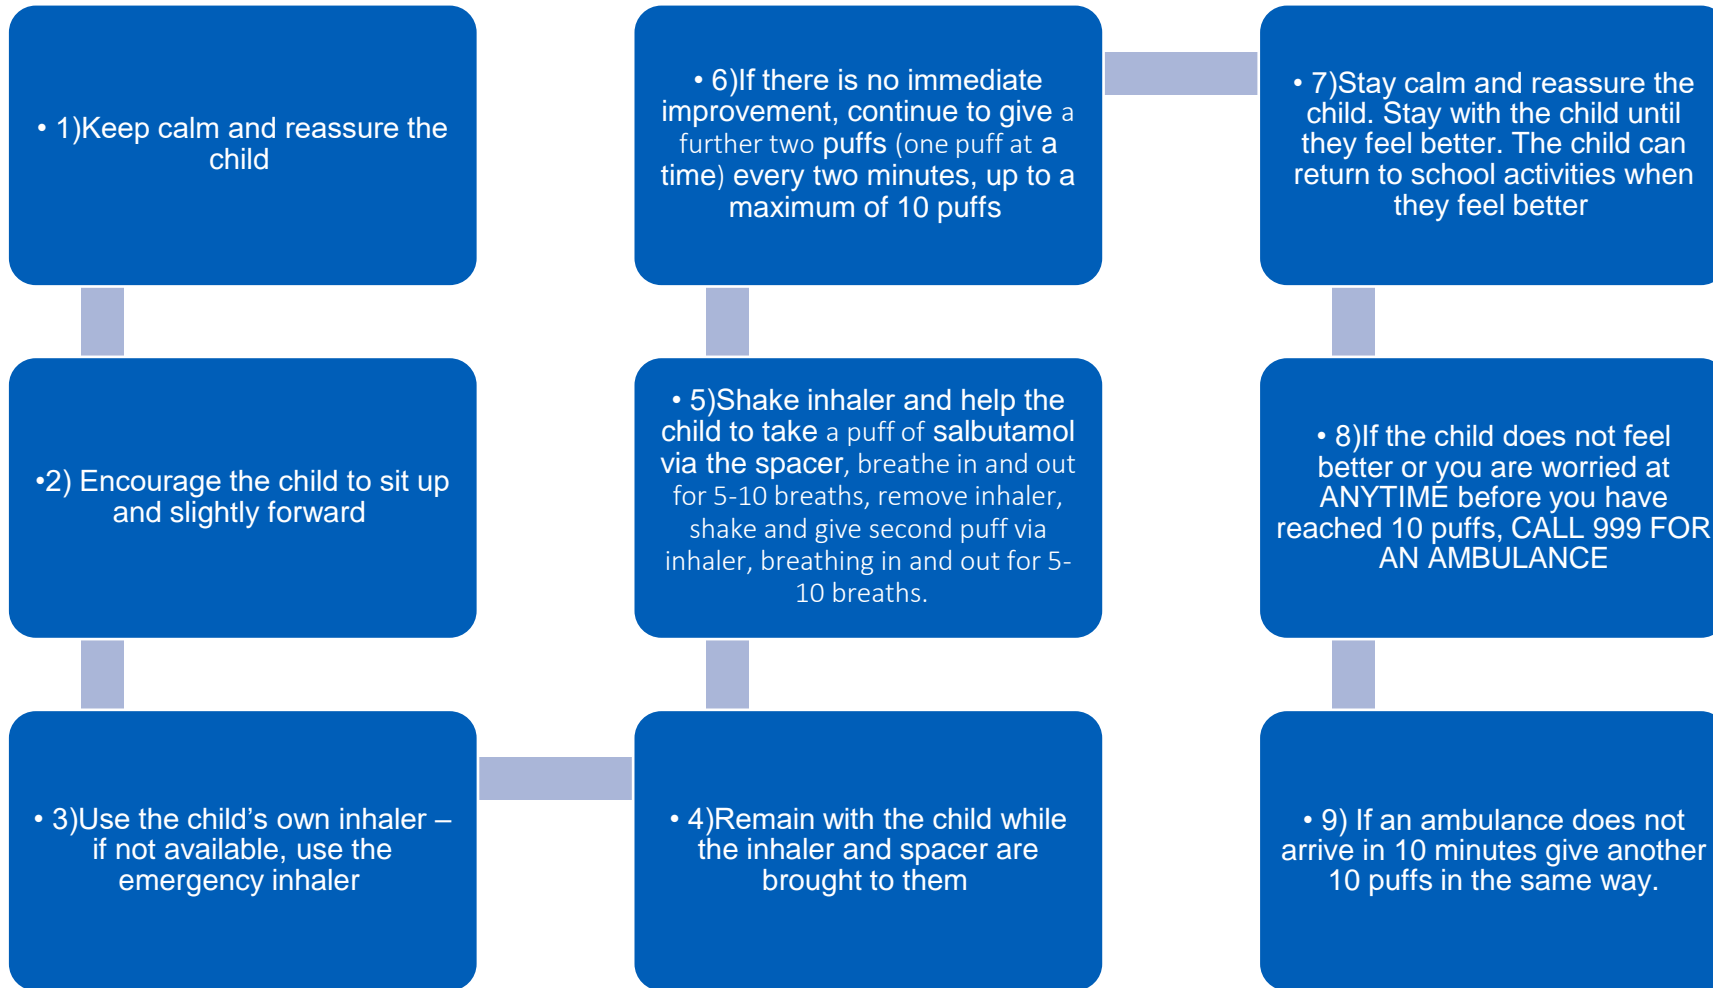 • 1)Keep calm and reassure the
child
•2) Encourage the child to sit up
and slightly forward
• 3)Use the child’s own inhaler –
if not available, use the
emergency inhaler
• 4)Remain with the child while
the inhaler and spacer are
brought to them
• 5)Shake inhaler and help the
child to take a puff of salbutamol
via the spacer, breathe in and out
for 5-10 breaths, remove inhaler,
shake and give second puff via
inhaler, breathing in and out for 5-
10 breaths.
• 6)If there is no immediate
improvement, continue to give a
further two puffs (one puff at a
time) every two minutes, up to a
maximum of 10 puffs
• 7)Stay calm and reassure the
child. Stay with the child until
they feel better. The child can
return to school activities when
they feel better
• 8)If the child does not feel
better or you are worried at
ANYTIME before you have
reached 10 puffs, CALL 999 FOR
AN AMBULANCE
• 9) If an ambulance does not
arrive in 10 minutes give another
10 puffs in the same way.